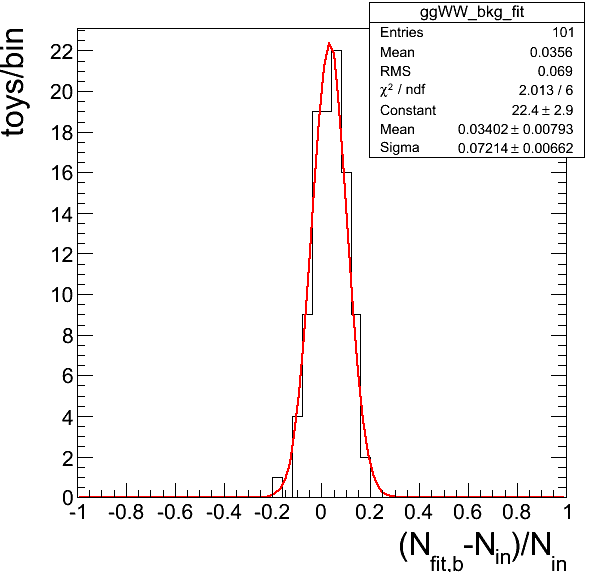 ggWW_bkg_fit
Entries 101
Mean 0.0356
RMS 0.069
χ² / ndf 2.013 / 6
Constant 22.4 ± 2.9
Mean 0.03402 ± 0.00793
Sigma 0.07214 ± 0.00662
toys/bin
22
20
18
16
14
12
10
8
6
4
2
0
-1 -0.8 -0.6 -0.4 -0.2 0 0.2 0.4 0.6 0.8 1
(N_fit,b-N_in)/N_in